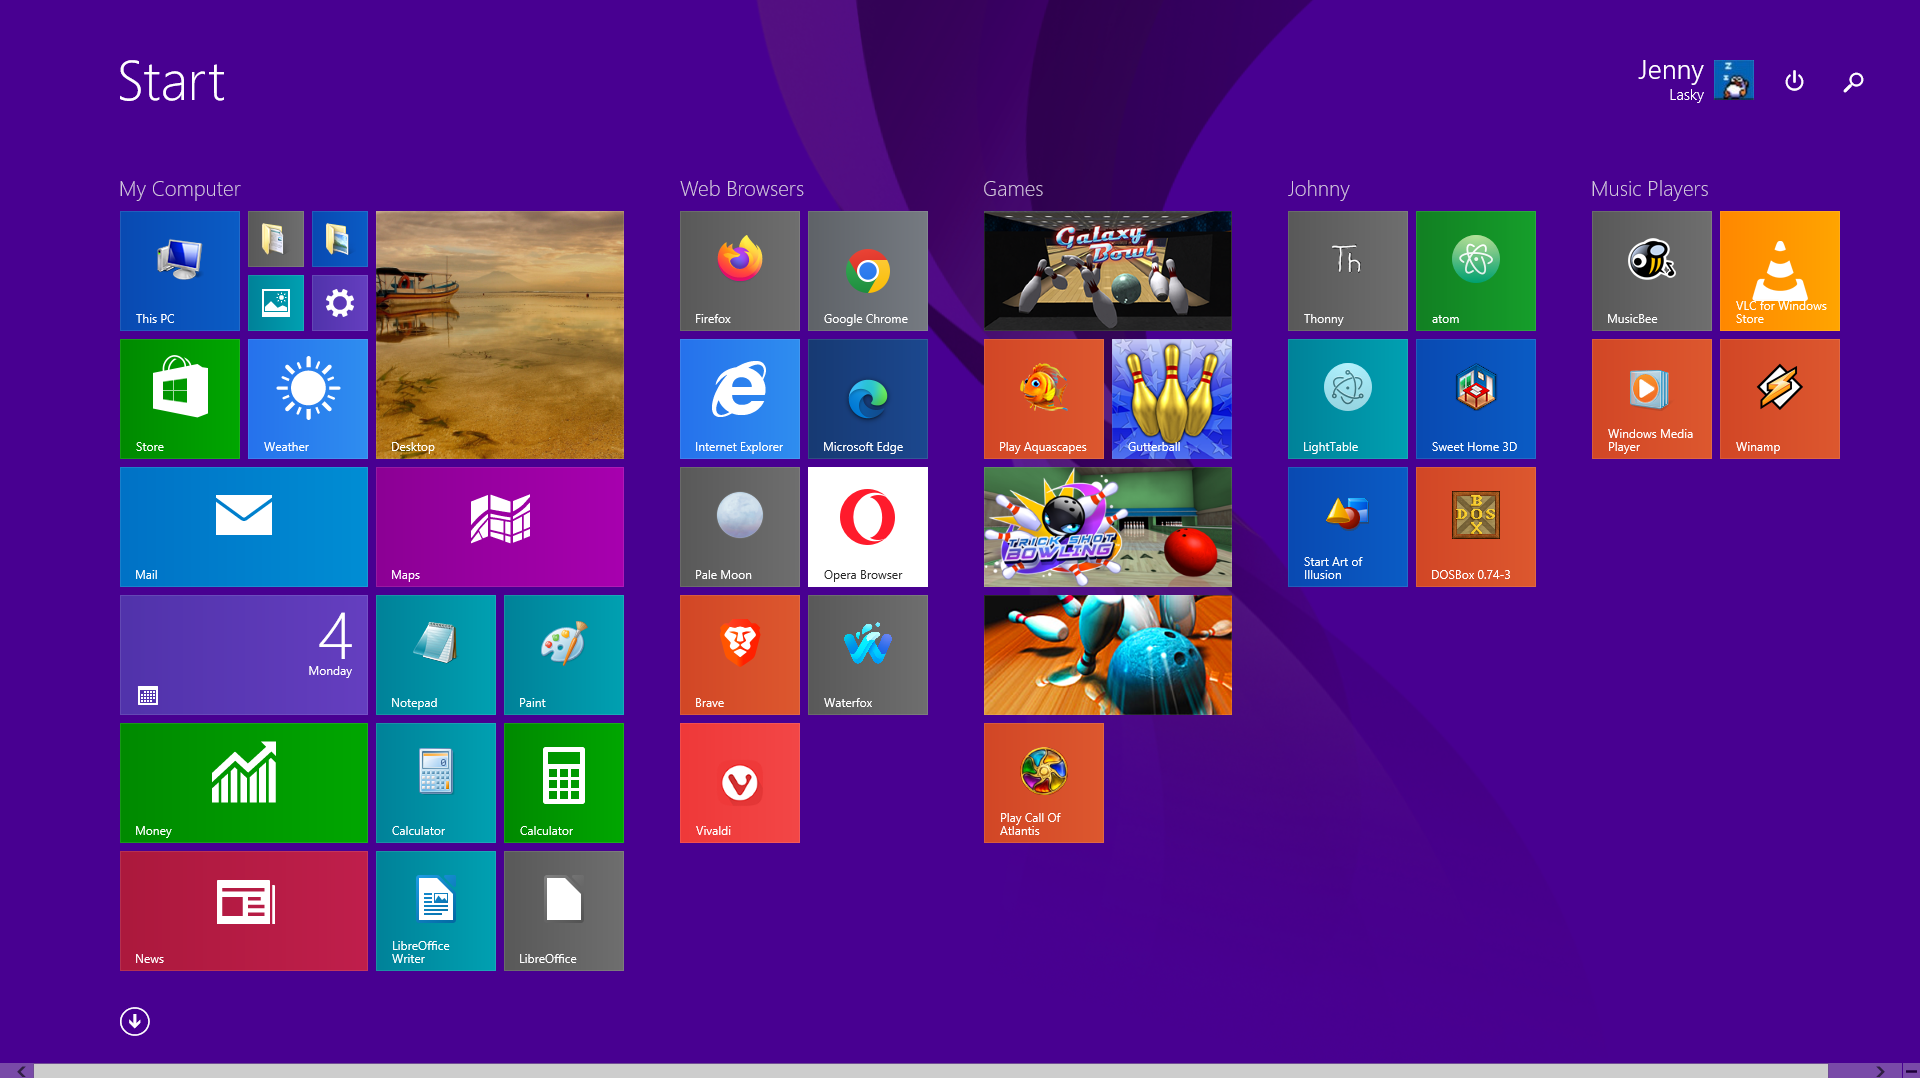 Start
Jenny
Lasky
My Computer
This PC
Store
Weather
Desktop
Mail
Maps
4
Monday
Notepad
Paint
Money
Calculator
0
Calculator
News
LibreOffice
Writer
LibreOffice
Web Browsers
Firefox
Google Chrome
Internet Explorer
Microsoft Edge
Pale Moon
Opera Browser
Brave
Waterfox
Vivaldi
Games
Galaxy
Bowl
Play Aquascapes
Gutterball
TRICK SHOT
BOWLING
Play Call Of
Atlantis
Johnny
Th
Thonny
atom
LightTable
Sweet Home 3D
Start Art of
Illusion
DOS
BOX
DOSBox 0.74-3
Music Players
MusicBee
VLC for Windows
Store
Windows Media
Player
Winamp